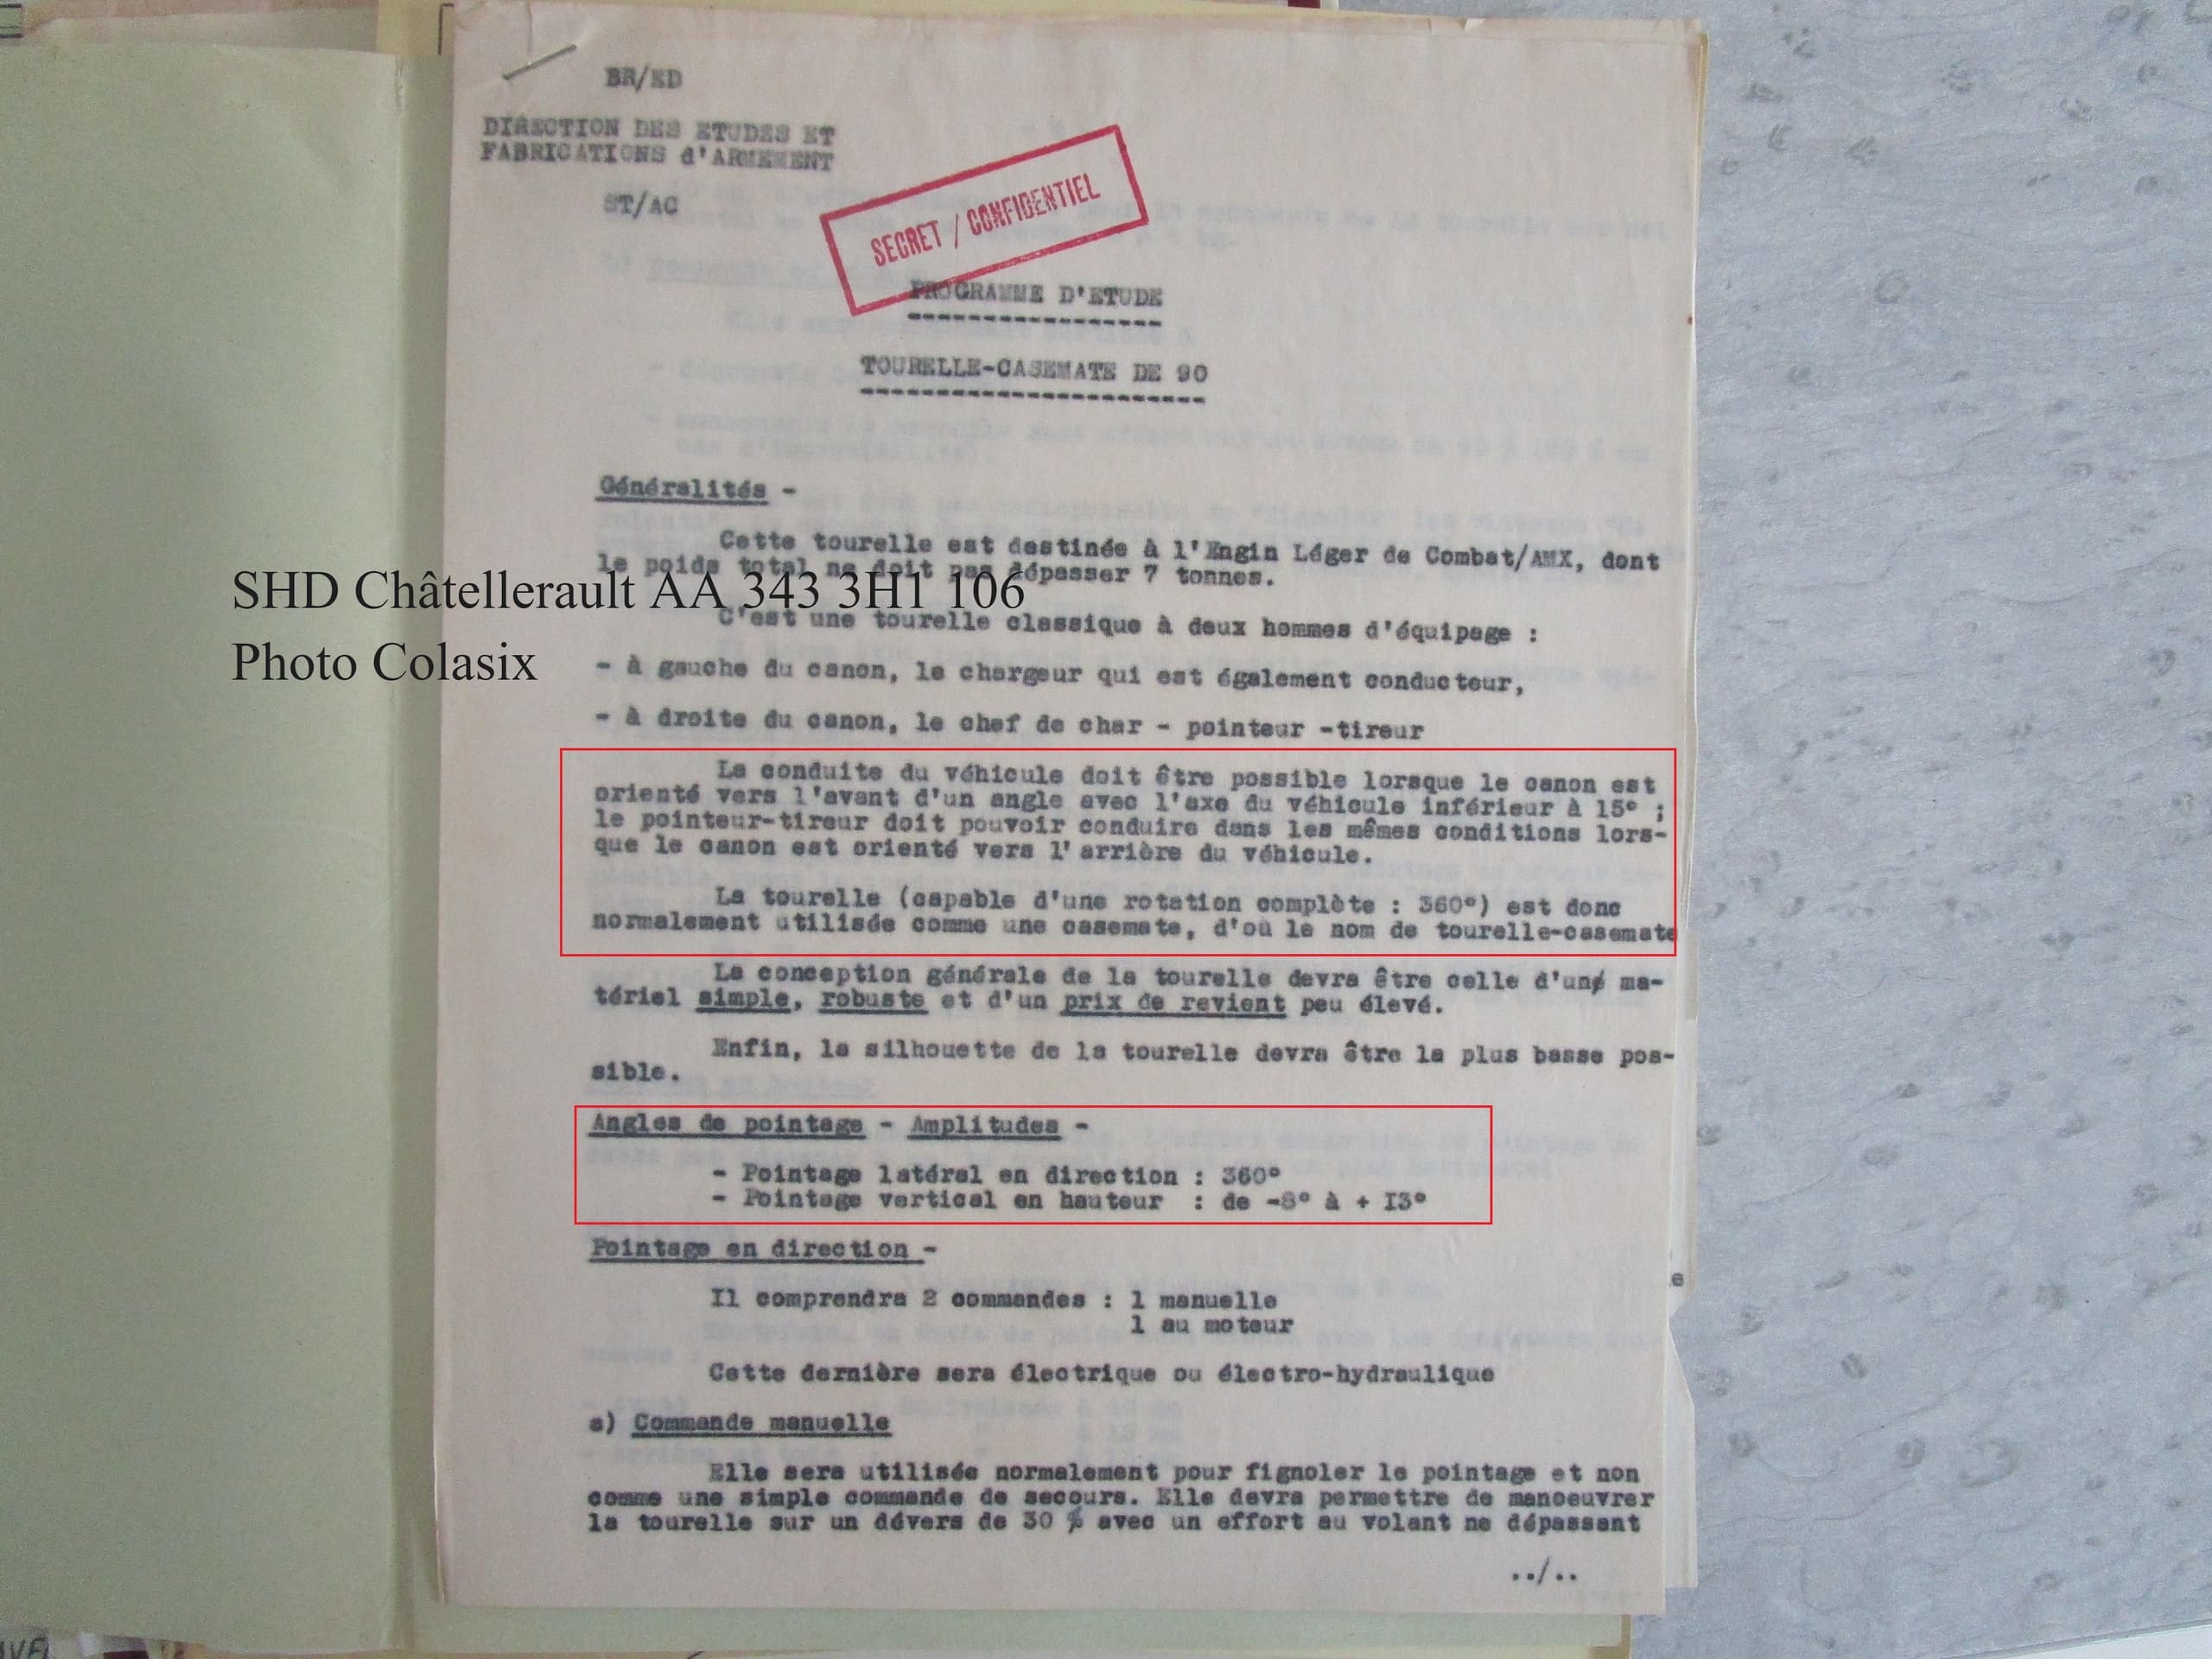 BR/ED
DIRECTION DES ETUDES ET
FABRICATIONS d'ARMEMENT
ST/AC
SECRET / CONFIDENTIEL
PROGRAMME D'ETUDE
TOURELLE-CASEMATE DE 90
Généralités -
Cette tourelle est destinée à l'Engin Léger de Combat/AMX, dont
le poids total ne doit pas dépasser 7 tonnes.
SHD Châtellerault AA 343 3H1 106
Photo Colasix
C'est une tourelle classique à deux hommes d'équipage :
- à gauche du canon, le chargeur qui est également conducteur,
- à droite du canon, le chef de char - pointeur -tireur
La conduite du véhicule doit être possible lorsque le canon est
orienté vers l'avant d'un angle avec l'axe du véhicule inférieur à 15° ;
le pointeur-tireur doit pouvoir conduire dans les mêmes conditions lors-
que le canon est orienté vers l'arrière du véhicule.
La tourelle (capable d'une rotation complète : 360°) est donc
normalement utilisée comme une casemate, d'où le nom de tourelle-casemate
La conception générale de la tourelle devra être celle d'un ma-
tériel simple, robuste et d'un prix de revient peu élevé.
Enfin, la silhouette de la tourelle devra être la plus basse pos-
sible.
Angles de pointage - Amplitudes -
- Pointage latéral en direction : 360°
- Pointage vertical en hauteur : de -8° à + I3°
Pointage en direction -
Il comprendra 2 commandes : 1 manuelle
1 au moteur
Cette dernière sera électrique ou électro-hydraulique
a) Commande manuelle
Elle sera utilisée normalement pour fignoler le pointage et non
comme une simple commande de secours. Elle devra permettre de manoeuvrer
la tourelle sur un dévers de 30 % avec un effort au volant ne dépassant
../..